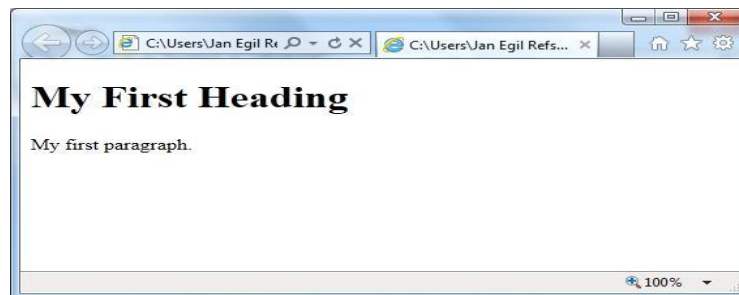 C:\Users\Jan Egil Re
C:\Users\Jan Egil Refs...
My First Heading
My first paragraph.
100%